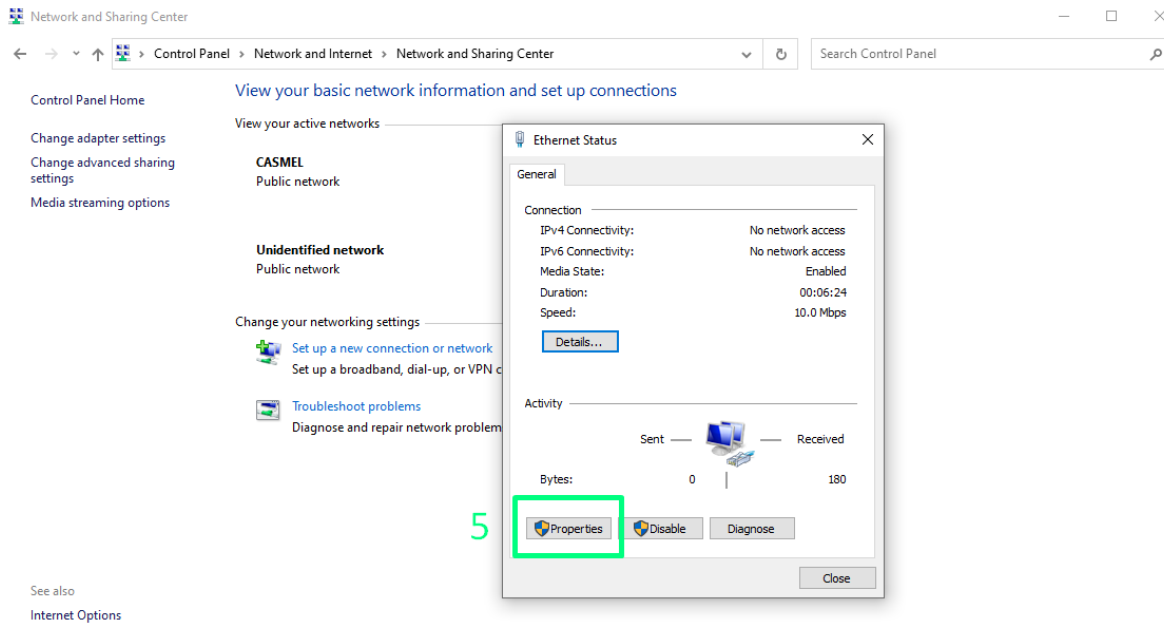 Network and Sharing Center
Control Panel > Network and Internet > Network and Sharing Center
Search Control Panel
Control Panel Home
Change adapter settings
Change advanced sharing
settings
Media streaming options
See also
Internet Options
View your basic network information and set up connections
View your active networks
CASMEL
Public network
Unidentified network
Public network
Change your networking settings
Set up a new connection or network
Set up a broadband, dial-up, or VPN c
Troubleshoot problems
Diagnose and repair network problem
Ethernet Status
General
Connection
IPv4 Connectivity: No network access
IPv6 Connectivity: No network access
Media State: Enabled
Duration: 00:06:24
Speed: 10.0 Mbps
Details...
Activity
Sent Received
Bytes: 0 180
5
Properties Disable Diagnose
Close